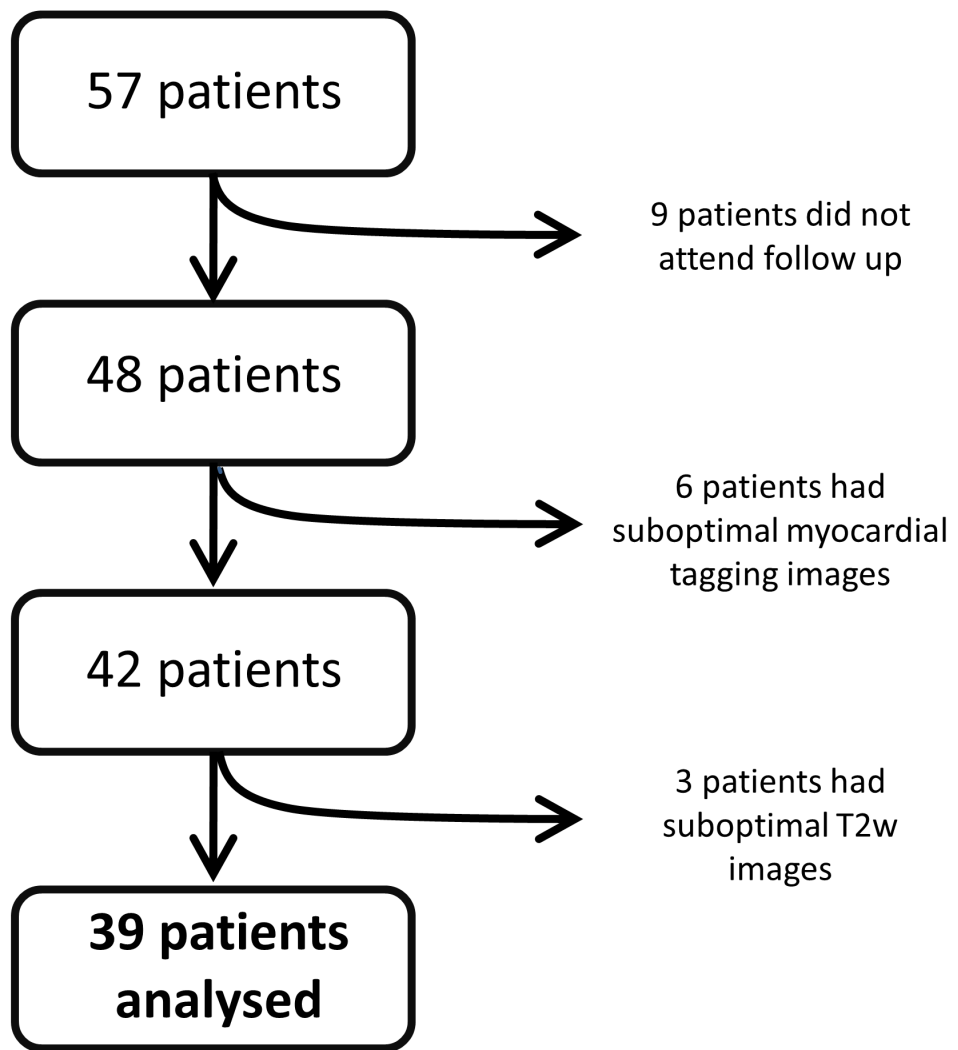 57 patients
9 patients did not
attend follow up
48 patients
6 patients had
suboptimal myocardial
tagging images
42 patients
3 patients had
suboptimal T2w
images
39 patients
analysed